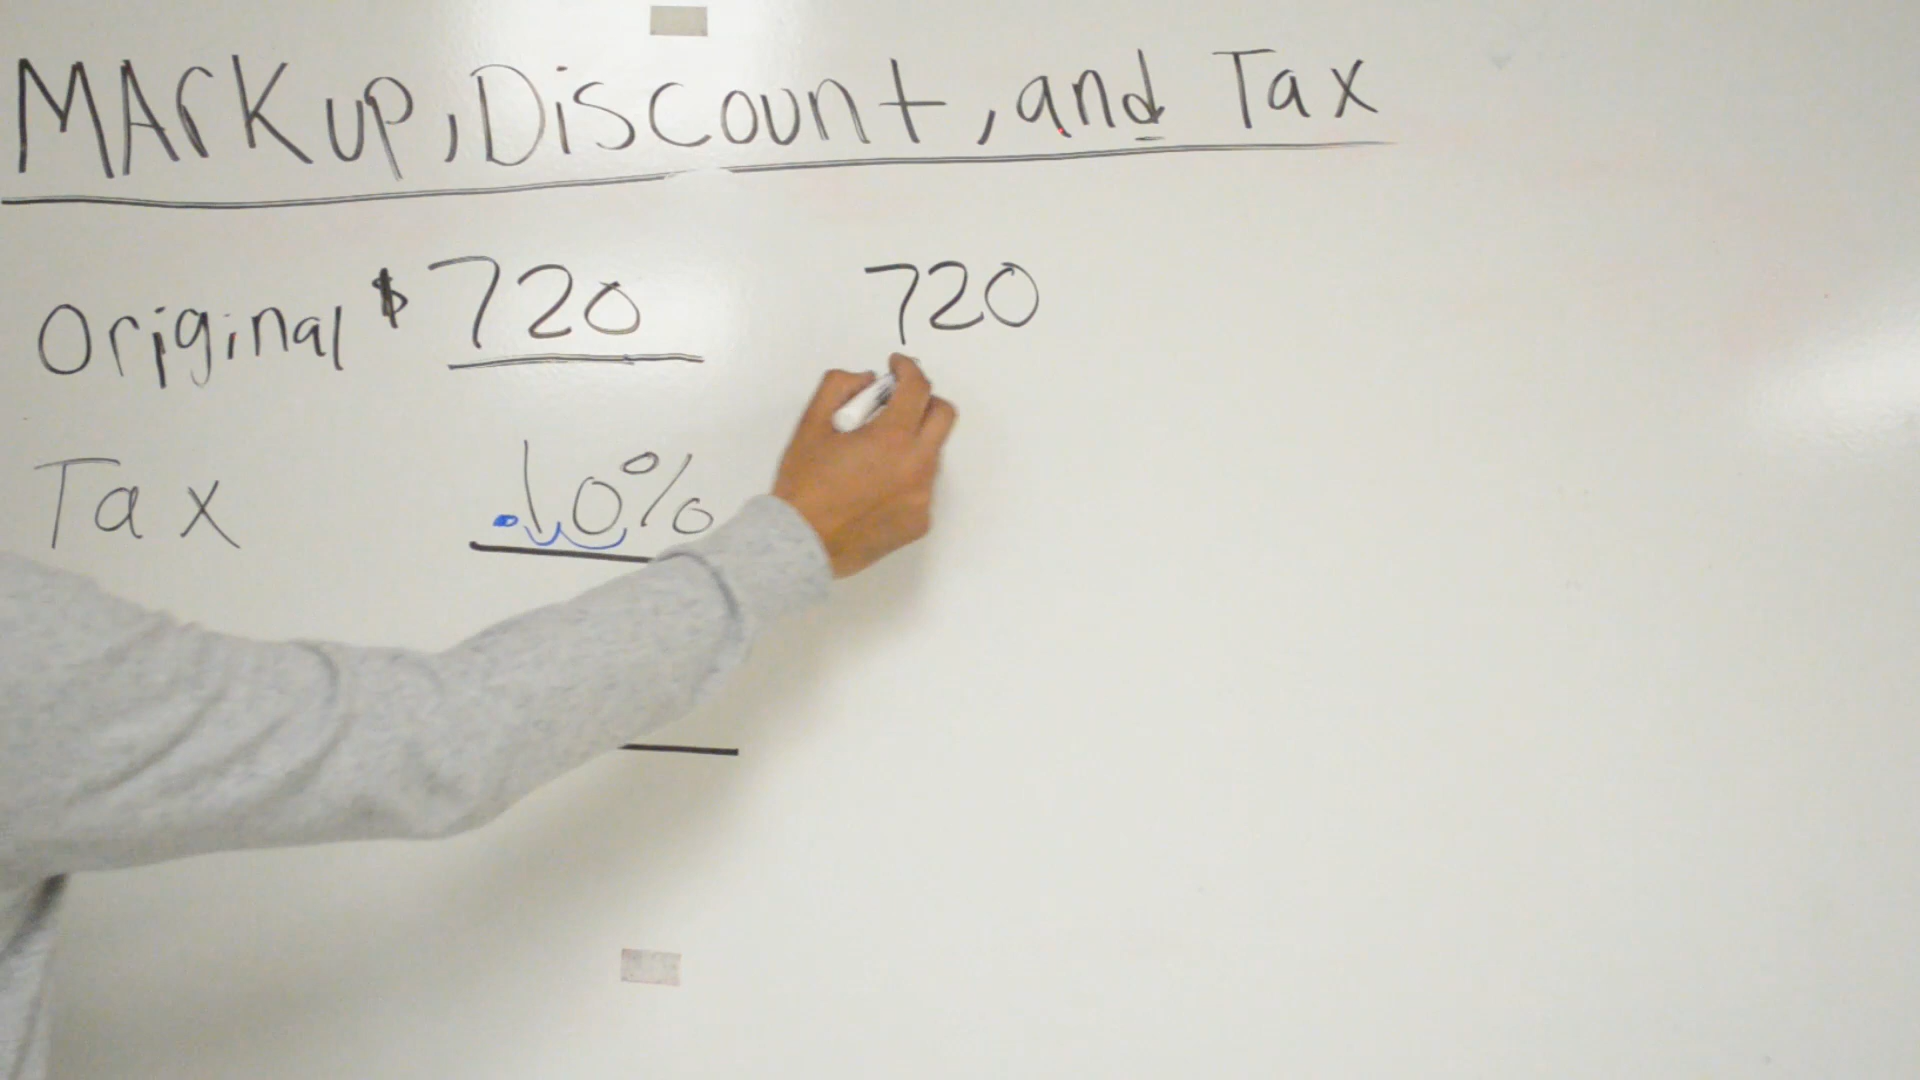 MArKup, Discount, and Tax
Original $ 720 720
Tax .10%